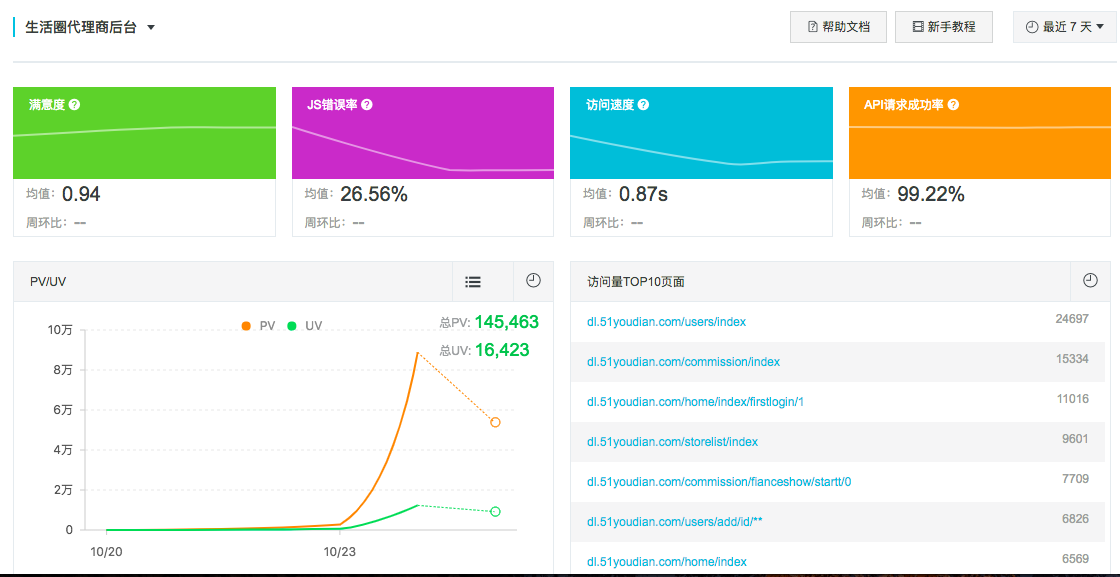 生活圈代理商后台
帮助文档
新手教程
最近 7 天
满意度
均值: 0.94
周环比: --
JS错误率
均值: 26.56%
周环比: --
访问速度
均值: 0.87s
周环比: --
API请求成功率
均值: 99.22%
周环比: --
PV/UV
PV UV
总PV: 145,463
总UV: 16,423
10万
8万
6万
4万
2万
0
10/20 10/23
访问量TOP10页面
dl.51youdian.com/users/index 24697
dl.51youdian.com/commission/index 15334
dl.51youdian.com/home/index/firstlogin/1 11016
dl.51youdian.com/storelist/index 9601
dl.51youdian.com/commission/fianceshow/startt/0 7709
dl.51youdian.com/users/add/id/** 6826
dl.51youdian.com/home/index 6569